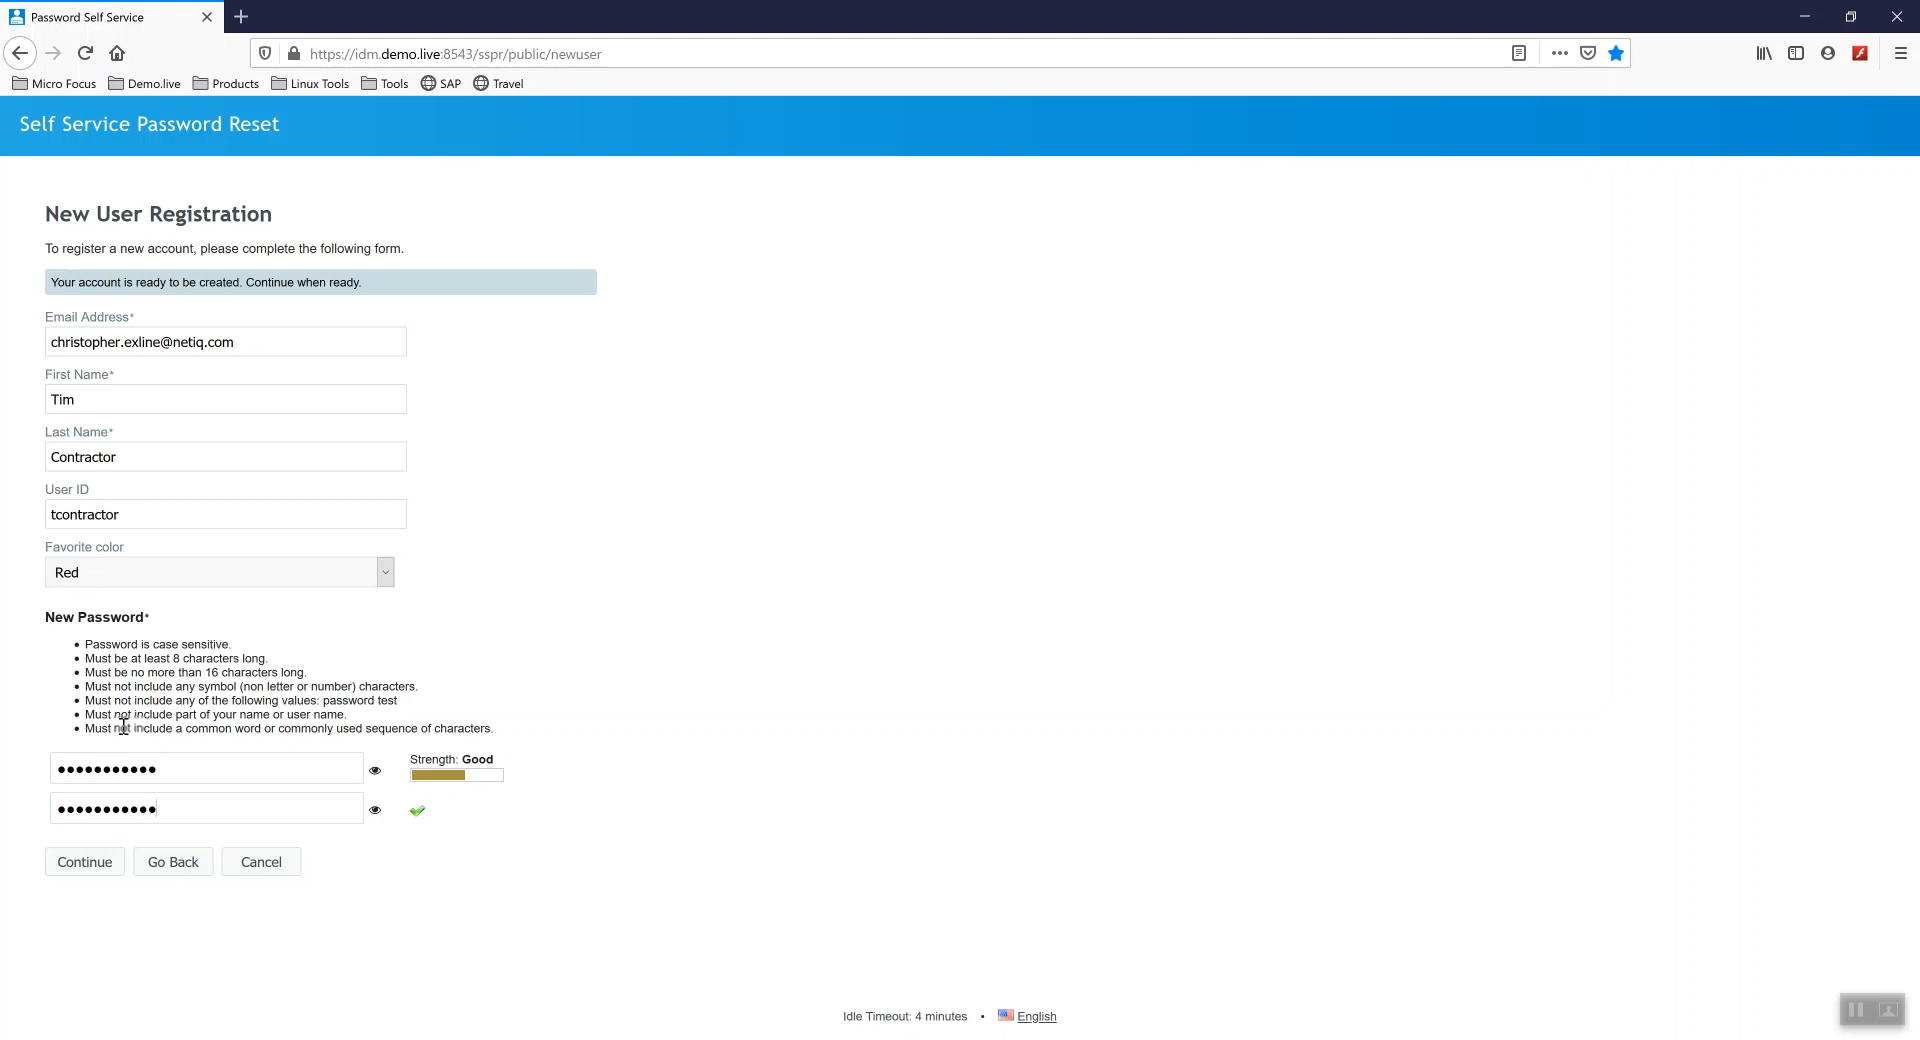 Password Self Service
https://idm.demo.live:8543/sspr/public/newuser
Micro Focus Demo.live Products Linux Tools Tools SAP Travel
Self Service Password Reset
New User Registration
To register a new account, please complete the following form.
Your account is ready to be created. Continue when ready.
Email Address*
christopher.exline@netiq.com
First Name*
Tim
Last Name*
Contractor
User ID
tcontractor
Favorite color
Red
New Password*
• Password is case sensitive.
• Must be at least 8 characters long.
• Must be no more than 16 characters long.
• Must not include any symbol (non letter or number) characters.
• Must not include any of the following values: password test
• Must not include part of your name or user name.
• Must not include a common word or commonly used sequence of characters.
●●●●●●●●●●● Strength: Good
●●●●●●●●●●●
Continue Go Back Cancel
Idle Timeout: 4 minutes • English